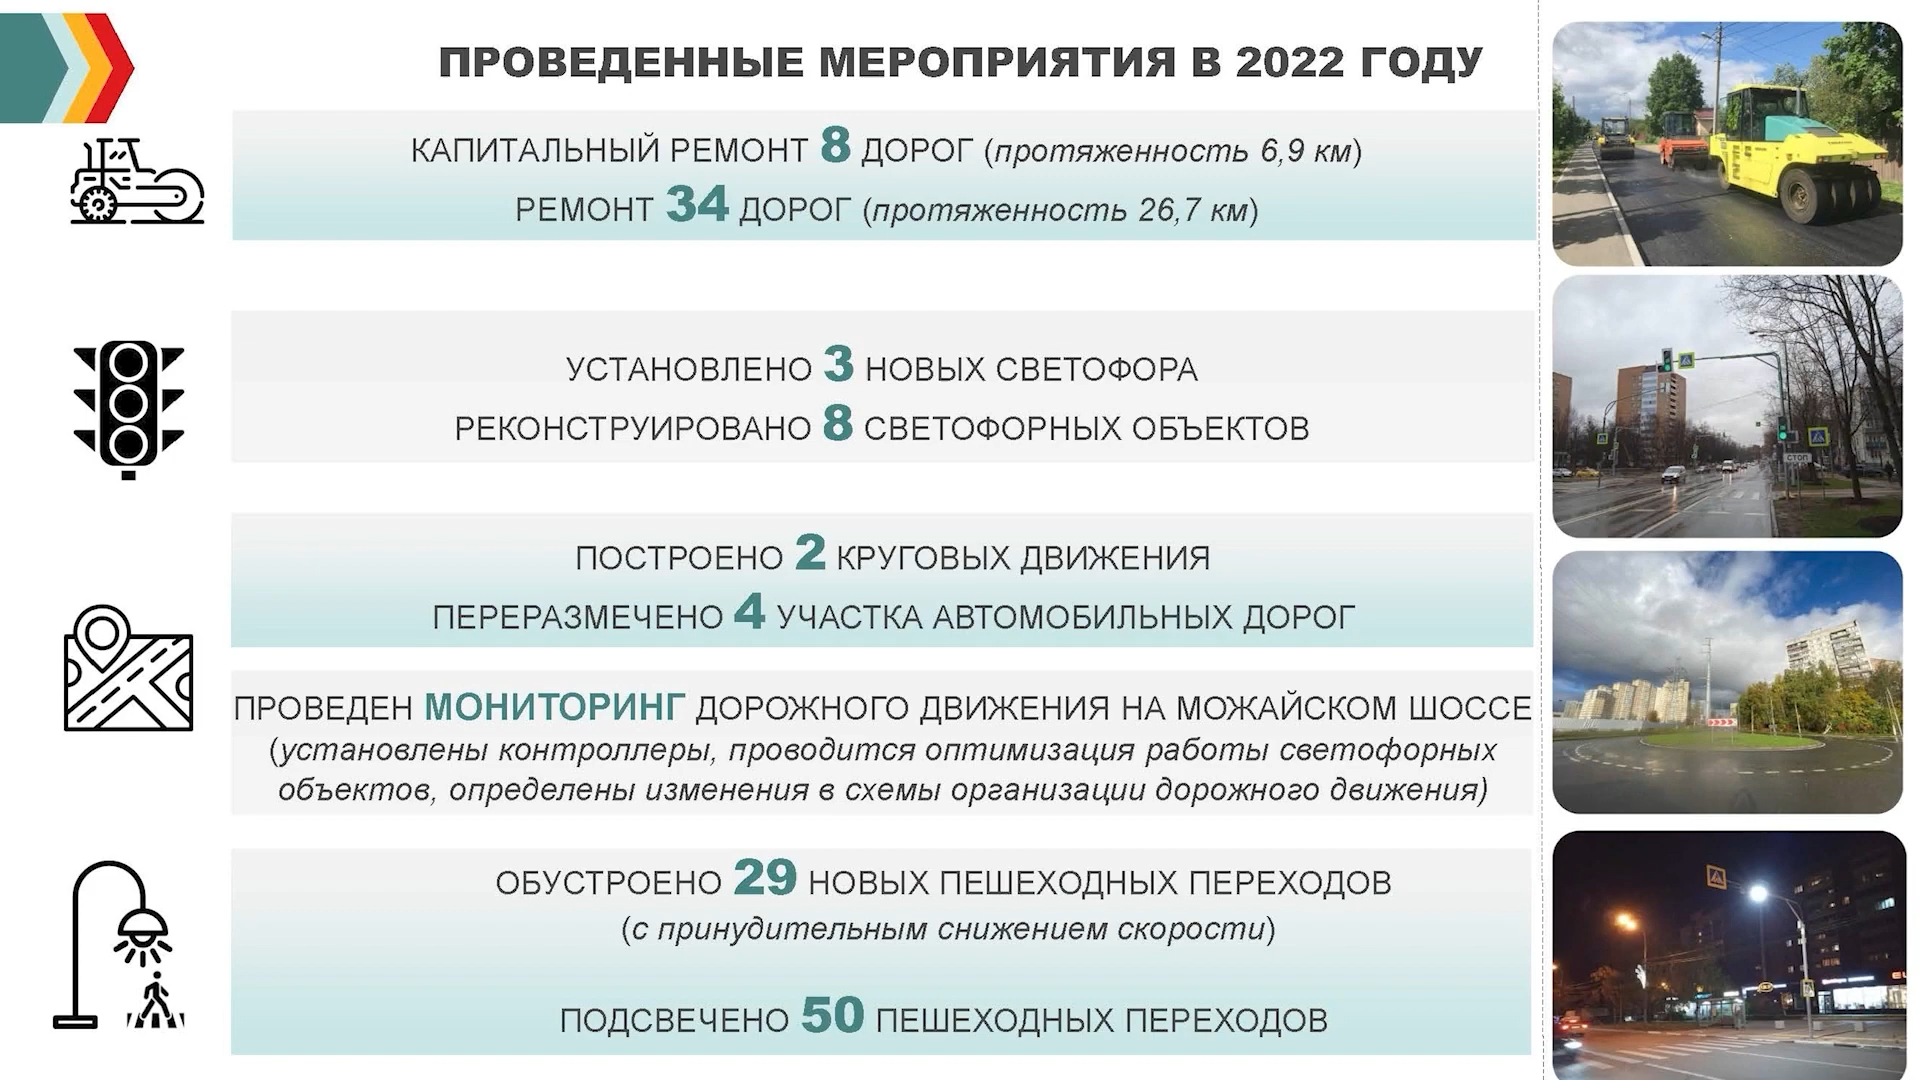 ПРОВЕДЕННЫЕ МЕРОПРИЯТИЯ В 2022 ГОДУ
КАПИТАЛЬНЫЙ РЕМОНТ 8 ДОРОГ (протяженность 6,9 км)
РЕМОНТ 34 ДОРОГ (протяженность 26,7 км)
УСТАНОВЛЕНО 3 НОВЫХ СВЕТОФОРА
РЕКОНСТРУИРОВАНО 8 СВЕТОФОРНЫХ ОБЪЕКТОВ
ПОСТРОЕНО 2 КРУГОВЫХ ДВИЖЕНИЯ
ПЕРЕРАЗМЕЧЕНО 4 УЧАСТКА АВТОМОБИЛЬНЫХ ДОРОГ
ПРОВЕДЕН МОНИТОРИНГ ДОРОЖНОГО ДВИЖЕНИЯ НА МОЖАЙСКОМ ШОССЕ
(установлены контроллеры, проводится оптимизация работы светофорных
объектов, определены изменения в схемы организации дорожного движения)
ОБУСТРОЕНО 29 НОВЫХ ПЕШЕХОДНЫХ ПЕРЕХОДОВ
(с принудительным снижением скорости)
ПОДСВЕЧЕНО 50 ПЕШЕХОДНЫХ ПЕРЕХОДОВ
СТОП